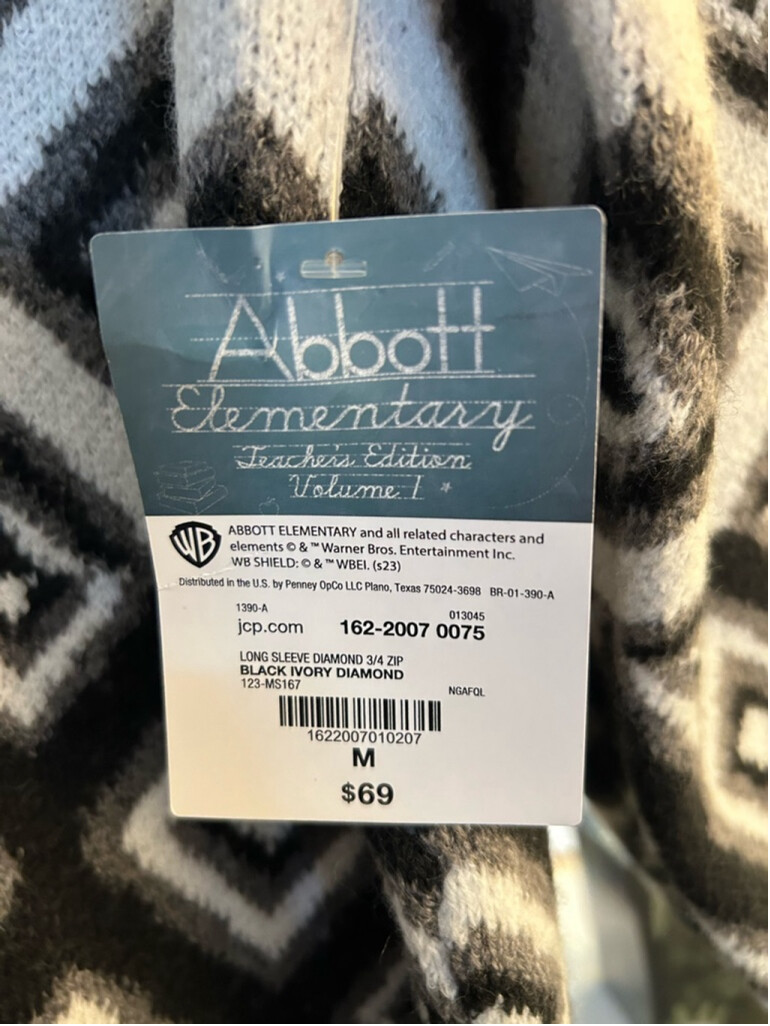 Abbott
Elementary
Teacher's Edition
Volume 1
WB
ABBOTT ELEMENTARY and all related characters and
elements © & ™ Warner Bros. Entertainment Inc.
WB SHIELD: © & ™ WBEI. (s23)
Distributed in the U.S. by Penney OpCo LLC Plano, Texas 75024-3698 BR-01-390-A
1390-A 013045
jcp.com 162-2007 0075
LONG SLEEVE DIAMOND 3/4 ZIP
BLACK IVORY DIAMOND
123-MS167 NGAFQL
1622007010207
M
$69